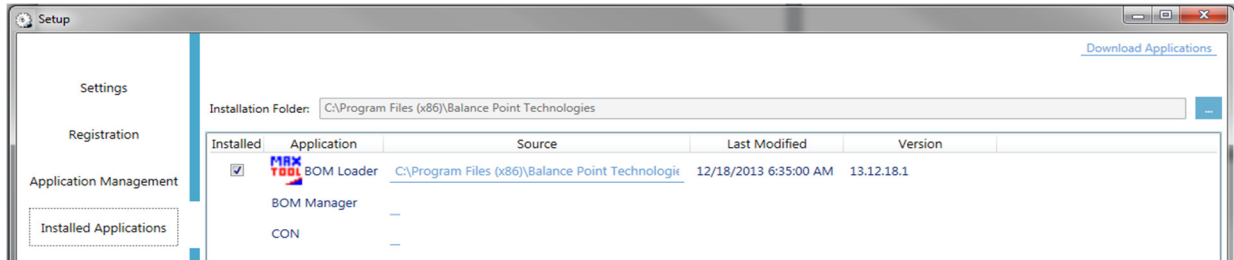 Setup
Download Applications
Settings
Installation Folder: C:\Program Files (x86)\Balance Point Technologies ...
Registration
Installed Application Source Last Modified Version
MAX TOOL BOM Loader C:\Program Files (x86)\Balance Point Technologie 12/18/2013 6:35:00 AM 13.12.18.1
Application Management
BOM Manager
Installed Applications
CON